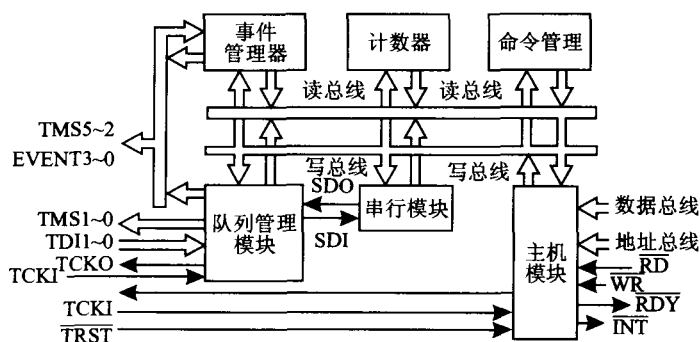 事件
管理器
计数器
命令管理
读总线
读总线
TMS5~2
EVENT3~0
写总线
写总线
SDO
TMS1~0
队列管理
模块
串行模块
数据总线
TDI1~0
SDI
主机
模块
地址总线
TCKO
RD
TCKI
WR
RDY
TCKI
INT
TRST